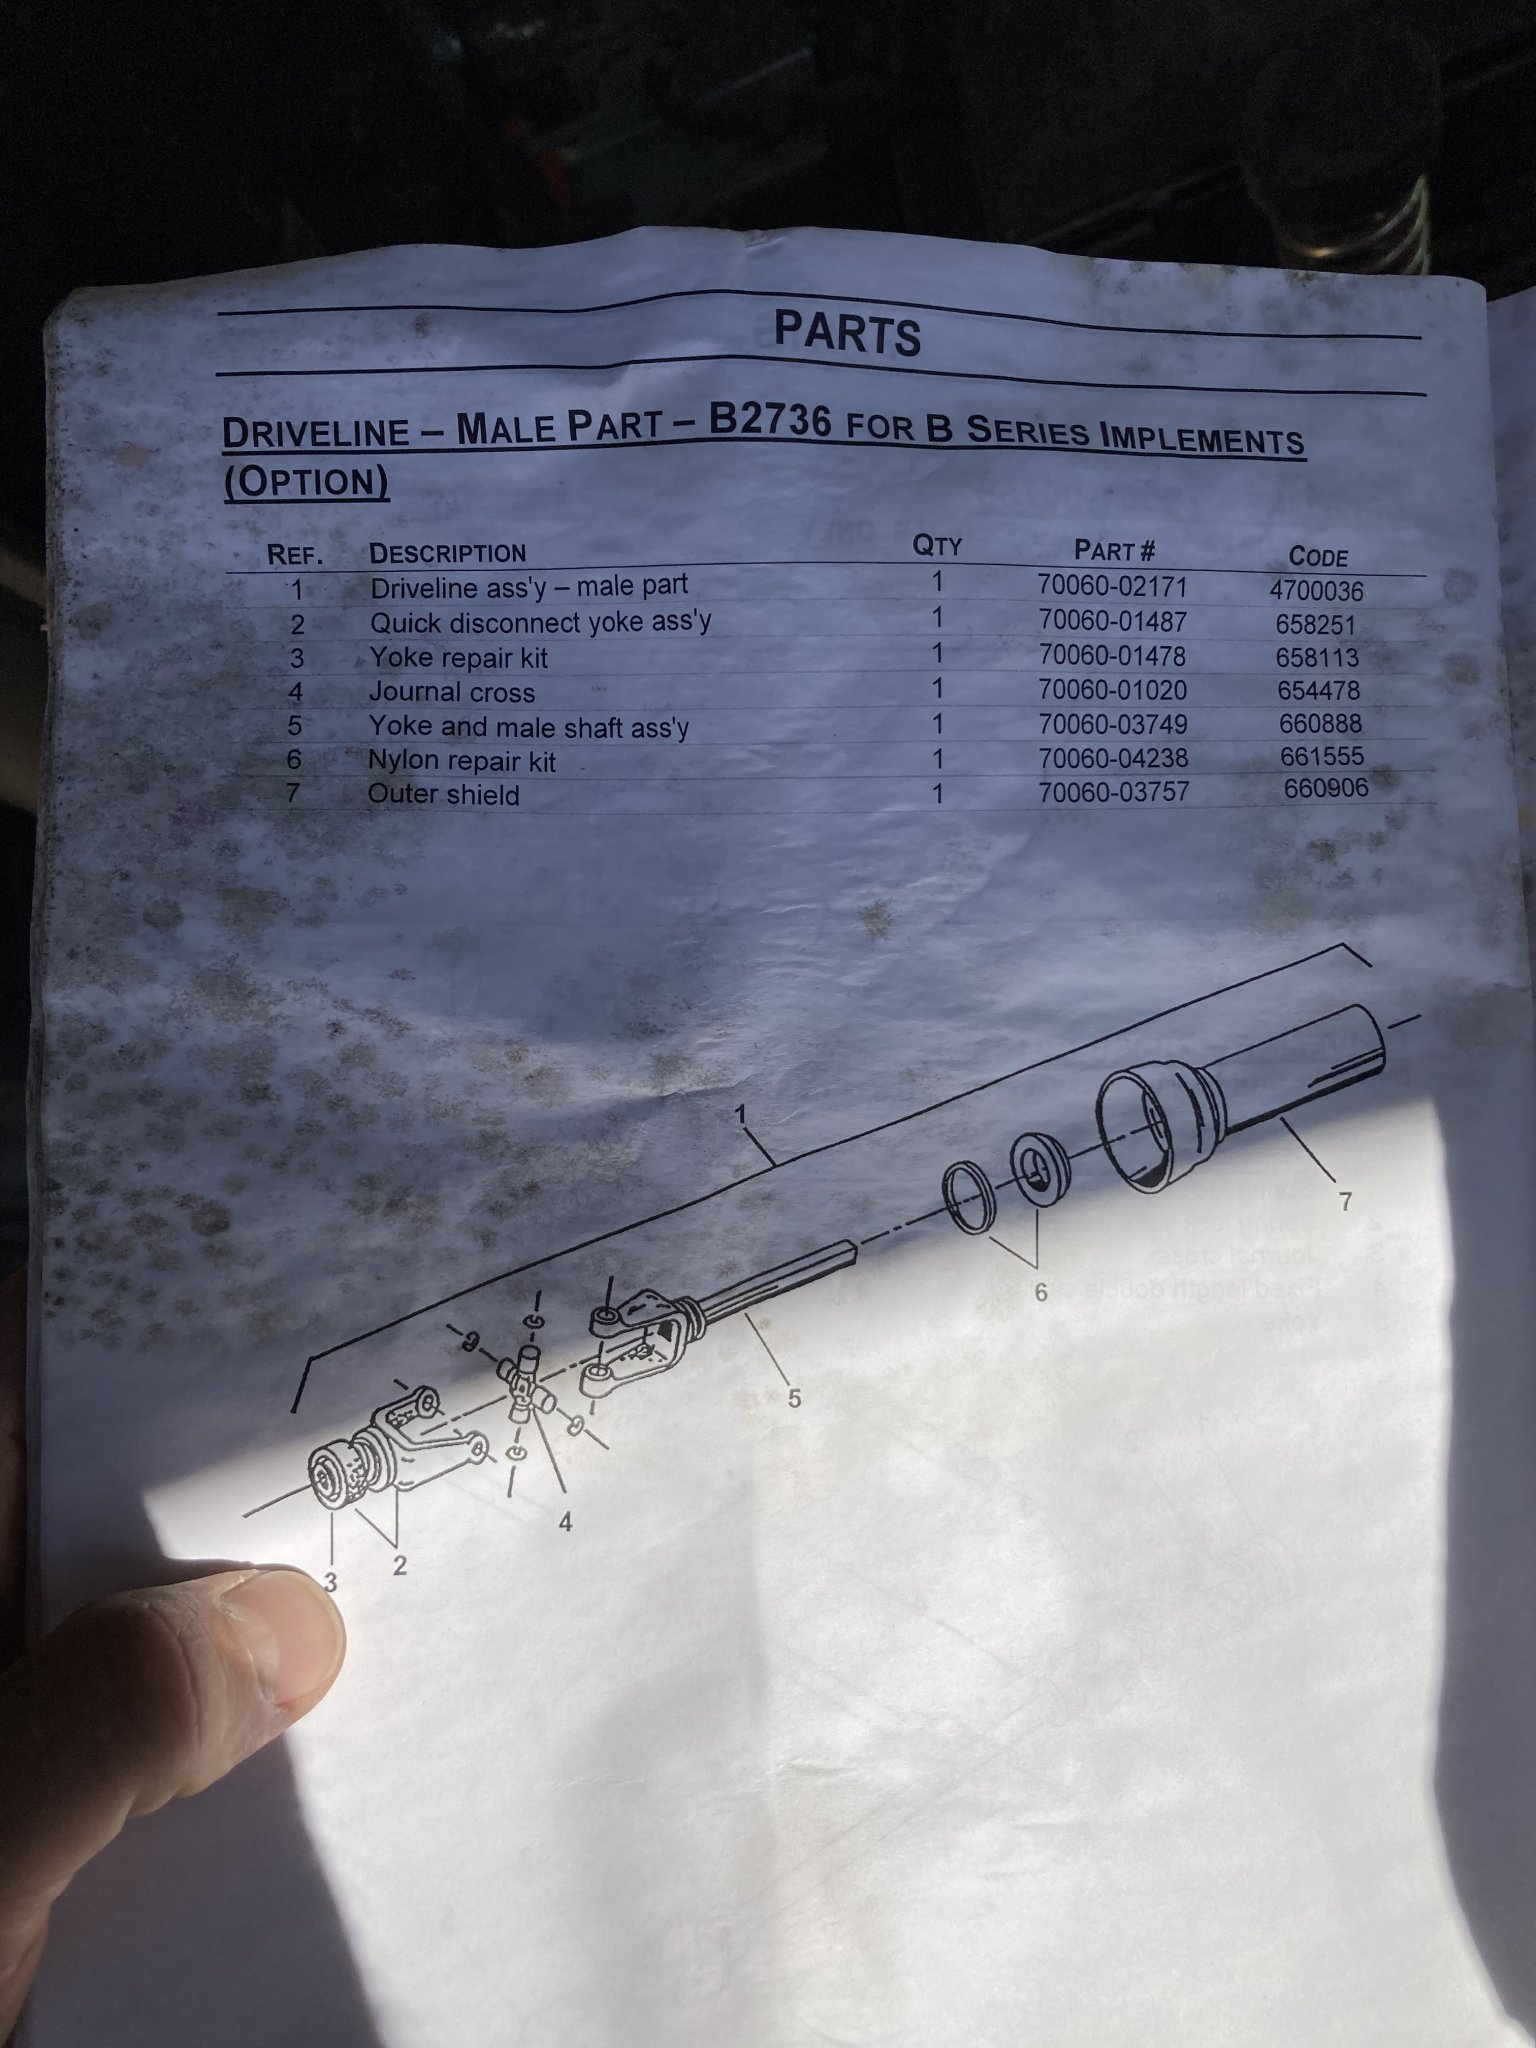 PARTS
DRIVELINE – MALE PART – B2736 FOR B SERIES IMPLEMENTS
(OPTION)
REF. DESCRIPTION QTY PART # CODE
1 Driveline ass'y – male part 1 70060-02171 4700036
2 Quick disconnect yoke ass'y 1 70060-01487 658251
3 Yoke repair kit 1 70060-01478 658113
4 Journal cross 1 70060-01020 654478
5 Yoke and male shaft ass'y 1 70060-03749 660888
6 Nylon repair kit 1 70060-04238 661555
7 Outer shield 1 70060-03757 660906
1
7
6
5
4
2
3